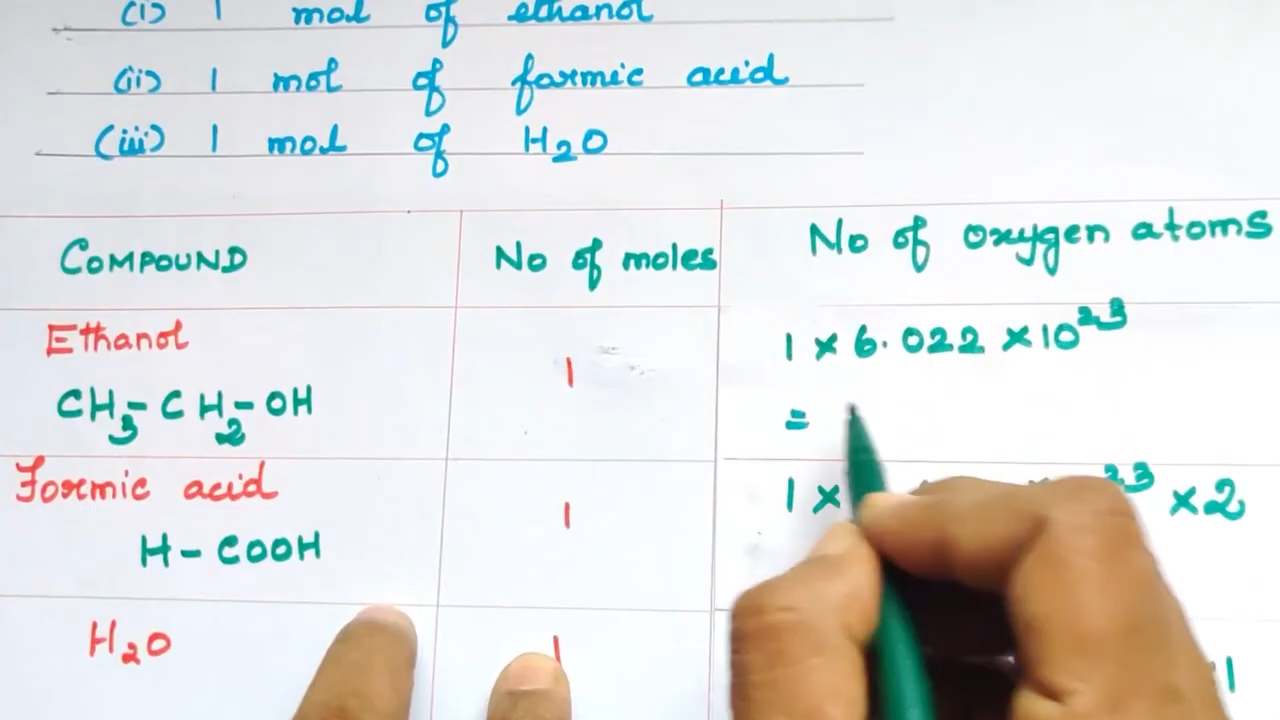 (i) 1 mol of ethanol
(ii) 1 mol of formic acid
(iii) 1 mol of H2O
COMPOUND No of moles No of oxygen atoms
Ethanol 1 1 × 6.022 × 10^23
CH3-CH2-OH =
Formic acid 1 1 × 23 × 2
H-COOH
H2O 1 1